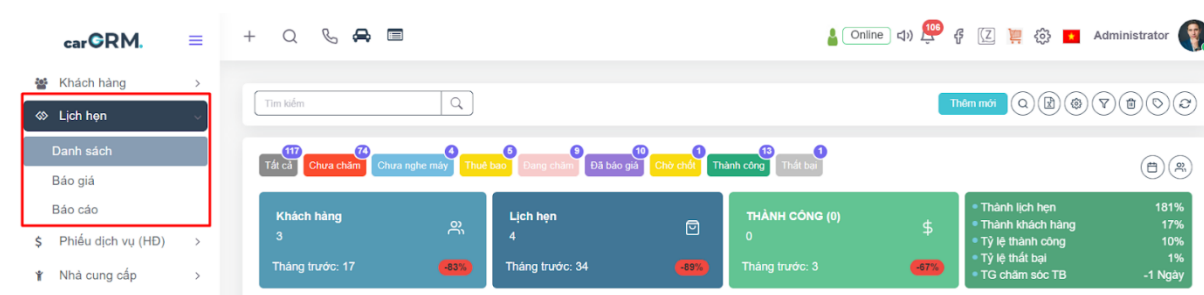 carGRM.
Online
106
Z
Administrator
Khách hàng
Lịch hẹn
Danh sách
Báo giá
Báo cáo
Phiếu dịch vụ (HĐ)
Nhà cung cấp
Tìm kiếm
Thêm mới
117 74 4 5 9 10 1 13 1
Tất cả Chưa chăm Chưa nghe máy Thuê bao Đang chăm Đã báo giá Chờ chốt Thành công Thất bại
Khách hàng
3
Tháng trước: 17
-83%
Lịch hẹn
4
Tháng trước: 34
-89%
THÀNH CÔNG (0)
0
Tháng trước: 3
-67%
Thành lịch hẹn 181%
Thành khách hàng 17%
Tỷ lệ thành công 10%
Tỷ lệ thất bại 1%
TG chăm sóc TB -1 Ngày